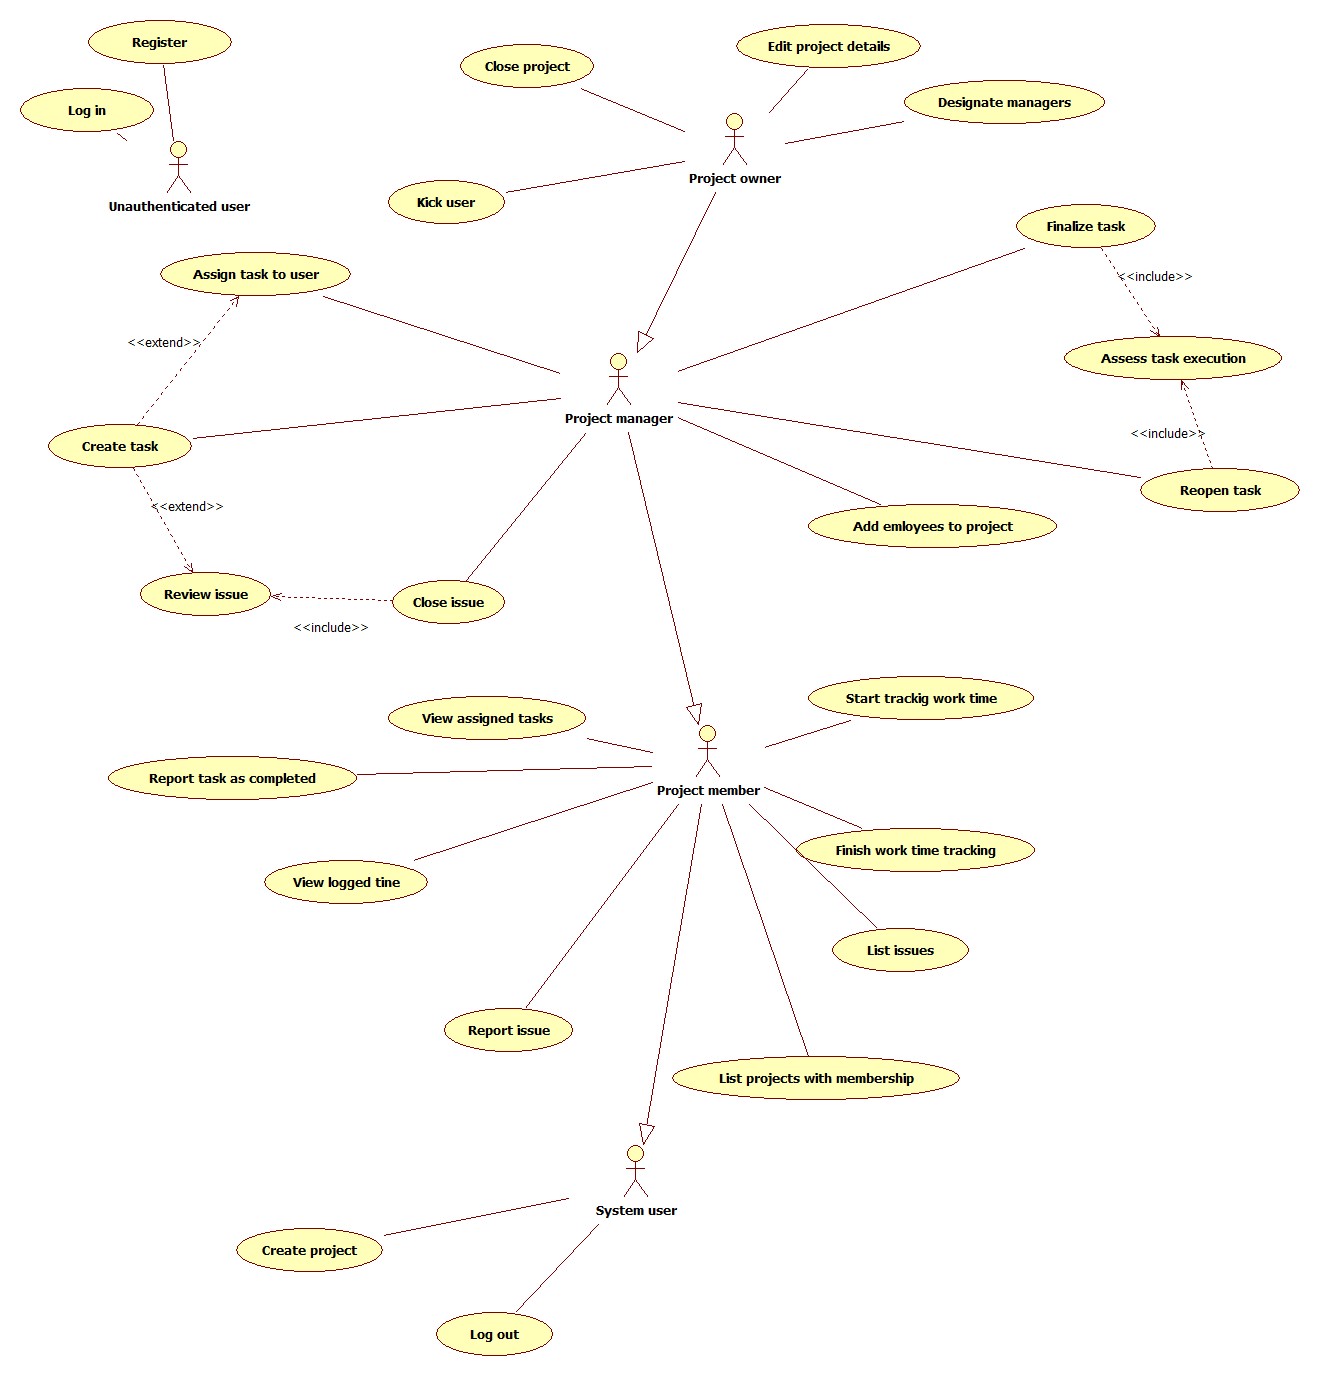 Register
Edit project details
Close project
Log in
Designate managers
Project owner
Kick user
Unauthenticated user
Finalize task
Assign task to user
<<include>>
<<extend>>
Assess task execution
Project manager
<<include>>
Create task
Reopen task
<<extend>>
Add emloyees to project
Review issue
Close issue
<<include>>
Start trackig work time
View assigned tasks
Report task as completed
Project member
Finish work time tracking
View logged tine
List issues
Report issue
List projects with membership
System user
Create project
Log out